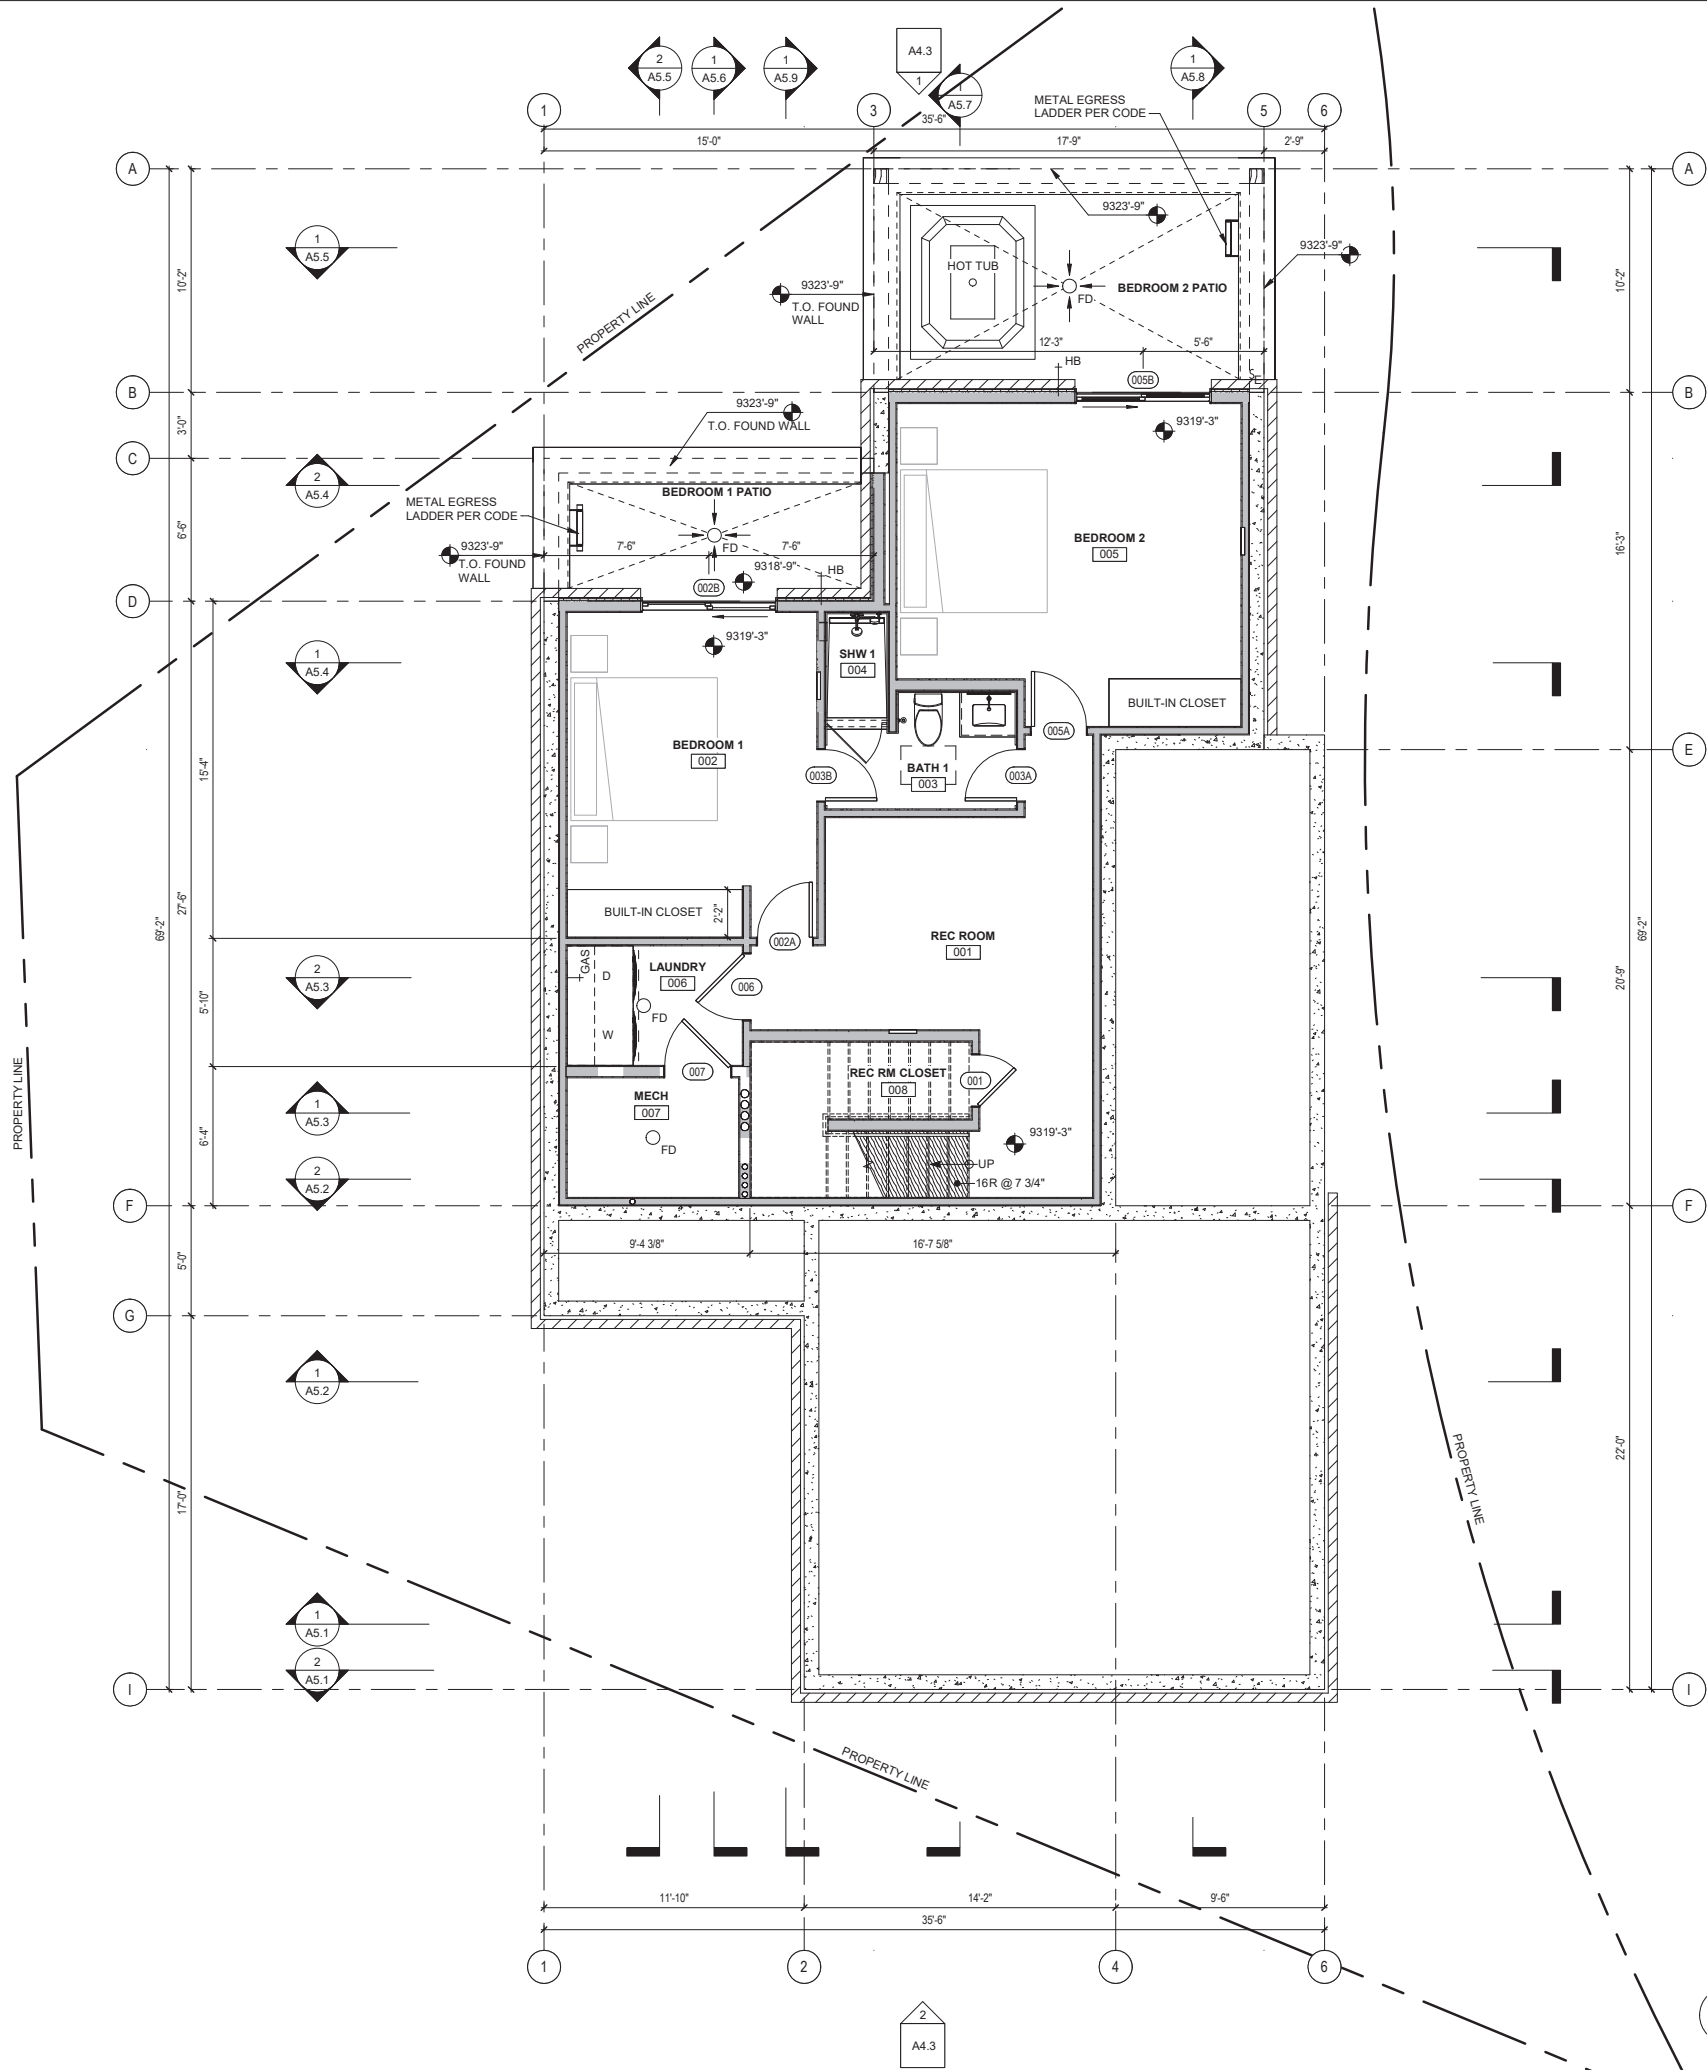 2
A5.5
1
A5.6
1
A5.9
A4.3
1
1
A5.7
1
A5.8
METAL EGRESS
LADDER PER CODE
1
3
5
6
35'-6"
15'-0"
17'-9"
2'-9"
A
A
9323'-9"
1
A5.5
9323'-9"
10'-2"
10'-2"
HOT TUB
9323'-9"
T.O. FOUND
WALL
BEDROOM 2 PATIO
FD
PROPERTY LINE
12'-3"
5'-6"
HB
005B
E
B
B
9323'-9"
T.O. FOUND WALL
9319'-3"
3'-0"
C
2
A5.4
BEDROOM 1 PATIO
METAL EGRESS
LADDER PER CODE
6'-6"
BEDROOM 2
005
16'-3"
9323'-9"
T.O. FOUND
WALL
7'-6"
FD
7'-6"
9318'-9"
HB
002B
D
9319'-3"
1
A5.4
SHW 1
004
BUILT-IN CLOSET
005A
BEDROOM 1
002
15'-4"
003B
BATH 1
003
003A
E
27'-6"
69'-2"
69'-2"
BUILT-IN CLOSET
2'-2"
002A
REC ROOM
001
2
A5.3
GAS
D
LAUNDRY
006
006
20'-9"
5'-10"
FD
W
007
REC RM CLOSET
008
001
PROPERTY LINE
1
A5.3
MECH
007
FD
6'-4"
9319'-3"
2
A5.2
UP
16R @ 7 3/4"
F
F
9'-4 3/8"
16'-7 5/8"
5'-0"
G
1
A5.2
22'-0"
17'-0"
PROPERTY LINE
1
A5.1
2
A5.1
I
I
PROPERTY LINE
11'-10"
14'-2"
9'-6"
35'-6"
1
2
4
6
2
A4.3